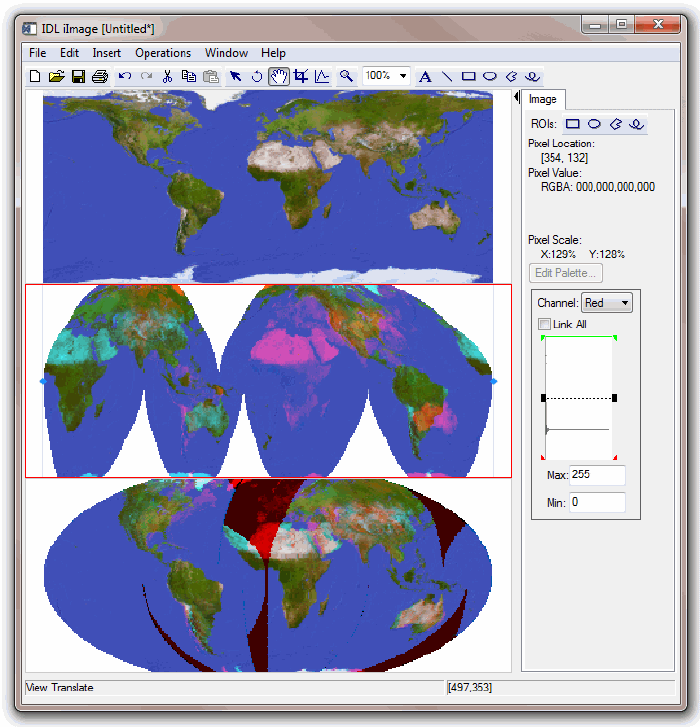 IDL iImage [Untitled*]
File Edit Insert Operations Window Help
100% A
Image
ROIs:
Pixel Location:
[354, 132]
Pixel Value:
RGBA: 000,000,000,000
Pixel Scale:
X:129% Y:128%
Edit Palette...
Channel: Red
Link All
Max: 255
Min: 0
View Translate [497,353]